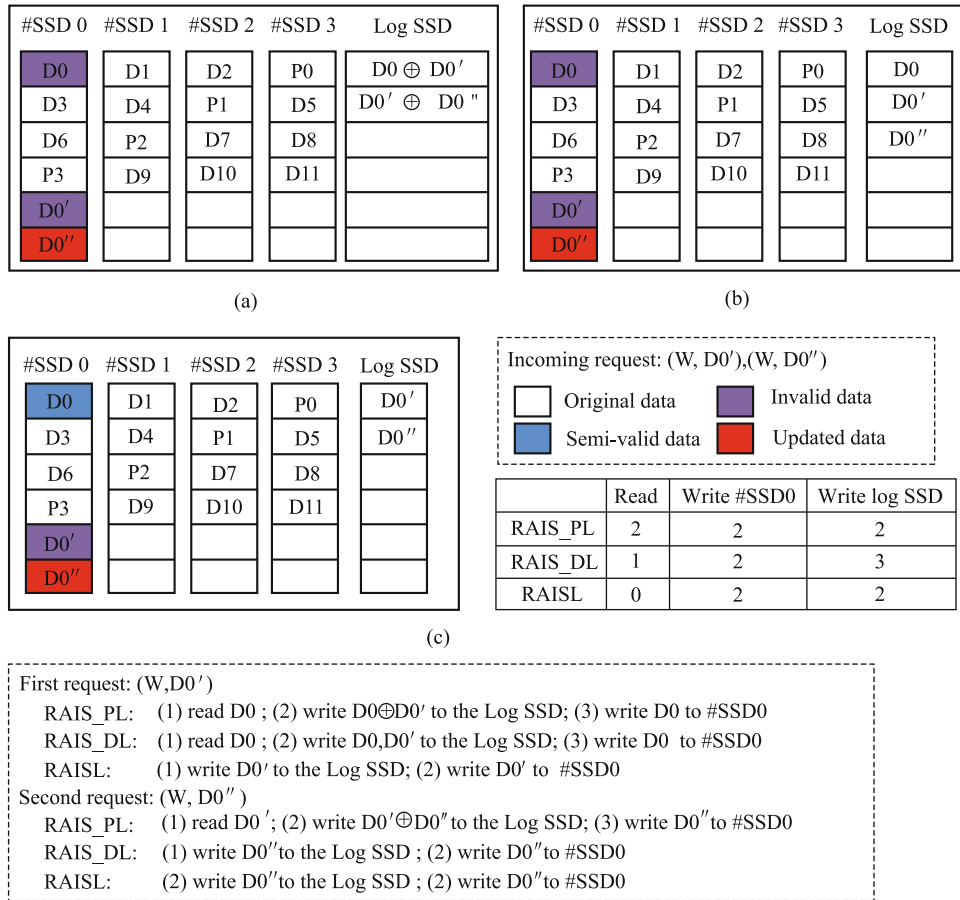 #SSD 0 #SSD 1 #SSD 2 #SSD 3 Log SSD
D0 D1 D2 P0 D0 ⊕ D0′
D3 D4 P1 D5 D0′ ⊕ D0 "
D6 P2 D7 D8
P3 D9 D10 D11
D0′
D0′′
(a)
#SSD 0 #SSD 1 #SSD 2 #SSD 3 Log SSD
D0 D1 D2 P0 D0
D3 D4 P1 D5 D0′
D6 P2 D7 D8 D0′′
P3 D9 D10 D11
D0′
D0′′
(b)
#SSD 0 #SSD 1 #SSD 2 #SSD 3 Log SSD
D0 D1 D2 P0 D0′
D3 D4 P1 D5 D0′′
D6 P2 D7 D8
P3 D9 D10 D11
D0′
D0′′
(c)
Incoming request: (W, D0′),(W, D0′′)
Original data Invalid data
Semi-valid data Updated data
Read Write #SSD0 Write log SSD
RAIS_PL 2 2 2
RAIS_DL 1 2 3
RAISL 0 2 2
First request: (W,D0′)
RAIS_PL: (1) read D0 ; (2) write D0⊕D0′ to the Log SSD; (3) write D0 to #SSD0
RAIS_DL: (1) read D0 ; (2) write D0,D0′ to the Log SSD; (3) write D0 to #SSD0
RAISL: (1) write D0′ to the Log SSD; (2) write D0′ to #SSD0
Second request: (W, D0′′)
RAIS_PL: (1) read D0 ′; (2) write D0′⊕D0′′ to the Log SSD; (3) write D0′′ to #SSD0
RAIS_DL: (1) write D0′′ to the Log SSD ; (2) write D0′′ to #SSD0
RAISL: (2) write D0′′ to the Log SSD ; (2) write D0′′ to #SSD0